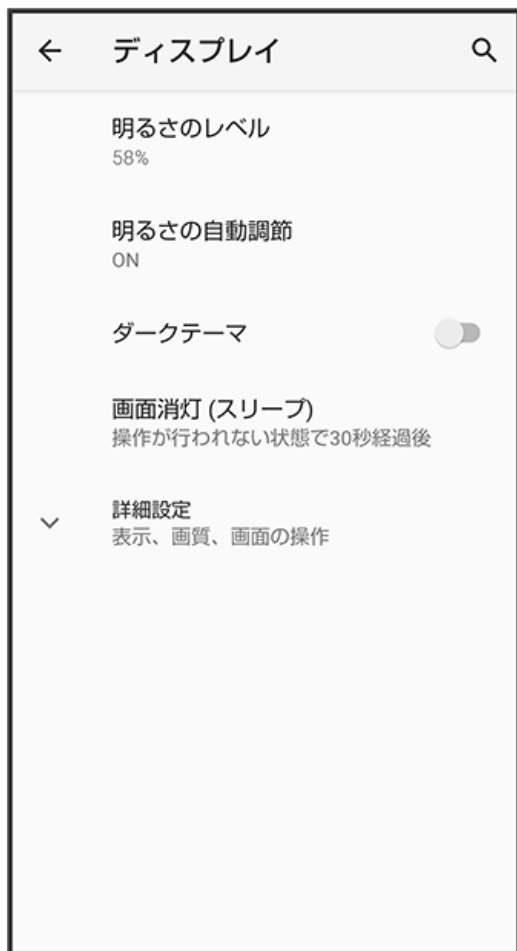 ディスプレイ
明るさのレベル
58%
明るさの自動調節
ON
ダークテーマ
画面消灯 (スリープ)
操作が行われない状態で30秒経過後
詳細設定
表示、画質、画面の操作